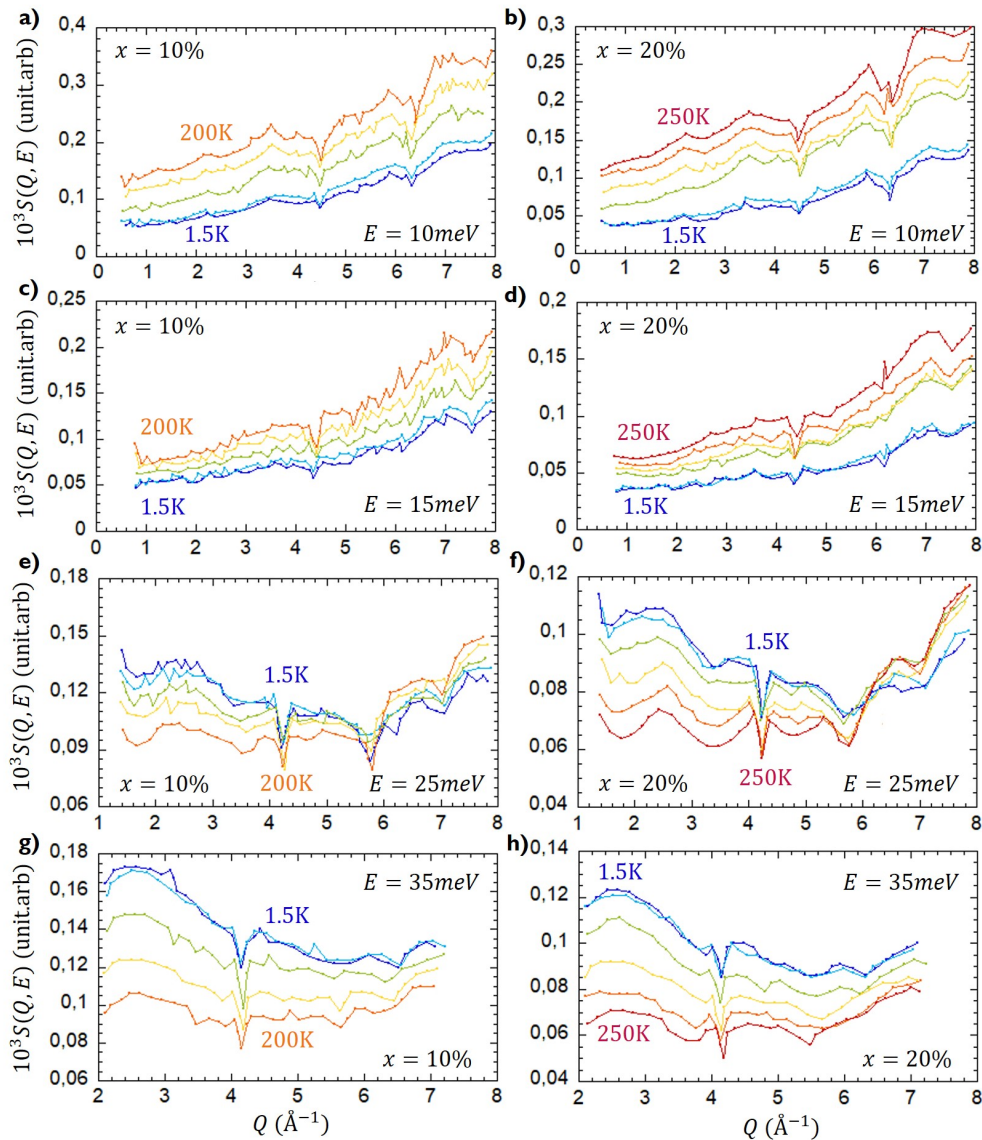 a)
b)
0,4
0,3
0,2
0,1
0
10³S(Q, E) (unit.arb)
x = 10%
200K
1.5K
E = 10meV
0 1 2 3 4 5 6 7 8
0,3
0,25
0,2
0,15
0,1
0,05
0
x = 20%
250K
1.5K
E = 10meV
0 1 2 3 4 5 6 7 8
c)
d)
0,25
0,2
0,15
0,1
0,05
0
10³S(Q, E) (unit.arb)
x = 10%
200K
1.5K
E = 15meV
0 1 2 3 4 5 6 7 8
0,2
0,15
0,1
0,05
0
x = 20%
250K
1.5K
E = 15meV
0 1 2 3 4 5 6 7 8
e)
f)
0,18
0,15
0,12
0,09
0,06
10³S(Q, E) (unit.arb)
1.5K
200K
x = 10%
E = 25meV
1 2 3 4 5 6 7 8
0,12
0,1
0,08
0,06
0,04
1.5K
250K
x = 20%
E = 25meV
1 2 3 4 5 6 7 8
g)
h)
0,18
0,16
0,14
0,12
0,1
0,08
0,06
10³S(Q, E) (unit.arb)
E = 35meV
1.5K
200K
x = 10%
2 3 4 5 6 7 8
Q (Å⁻¹)
0,14
0,12
0,1
0,08
0,06
0,04
1.5K
E = 35meV
250K
x = 20%
2 3 4 5 6 7 8
Q (Å⁻¹)